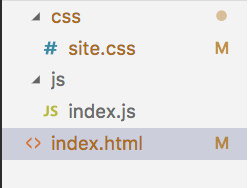 css
# site.css M
js
JS index.js
<> index.html M